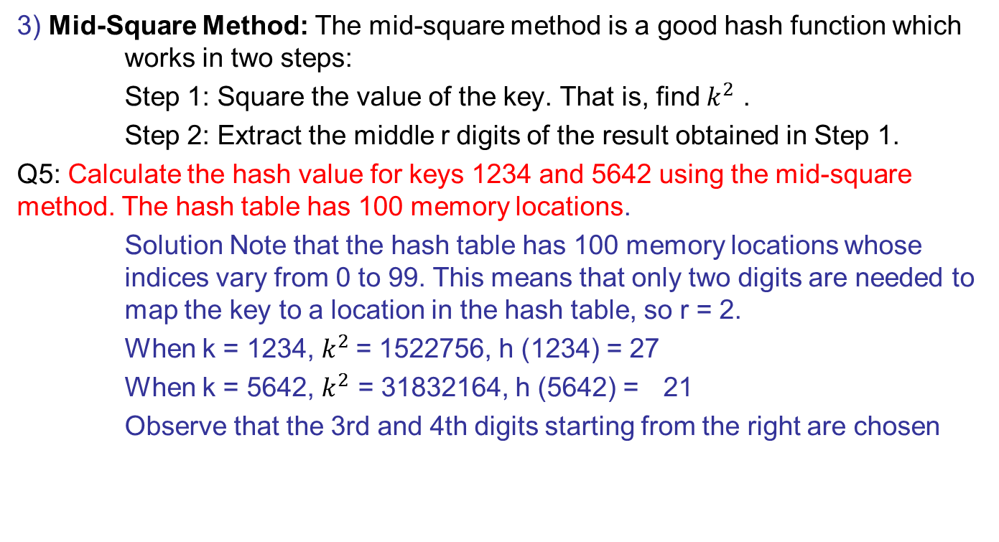 3) Mid-Square Method: The mid-square method is a good hash function which
works in two steps:
Step 1: Square the value of the key. That is, find k² .
Step 2: Extract the middle r digits of the result obtained in Step 1.
Q5: Calculate the hash value for keys 1234 and 5642 using the mid-square
method. The hash table has 100 memory locations.
Solution Note that the hash table has 100 memory locations whose
indices vary from 0 to 99. This means that only two digits are needed to
map the key to a location in the hash table, so r = 2.
When k = 1234, k² = 1522756, h (1234) = 27
When k = 5642, k² = 31832164, h (5642) = 21
Observe that the 3rd and 4th digits starting from the right are chosen